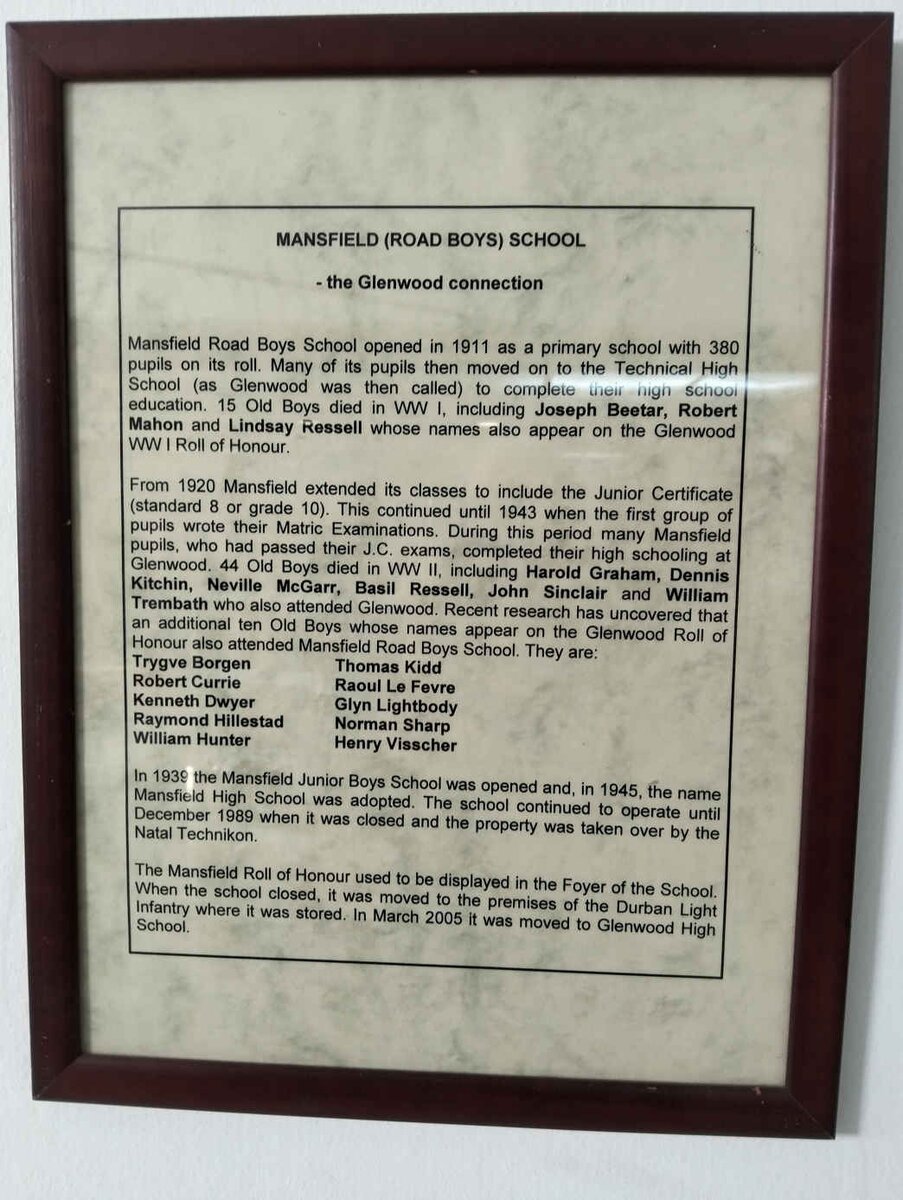 MANSFIELD (ROAD BOYS) SCHOOL
- the Glenwood connection
Mansfield Road Boys School opened in 1911 as a primary school with 380
pupils on its roll. Many of its pupils then moved on to the Technical High
School (as Glenwood was then called) to complete their high school
education. 15 Old Boys died in WW I, including Joseph Beetar, Robert
Mahon and Lindsay Ressell whose names also appear on the Glenwood
WW I Roll of Honour.
From 1920 Mansfield extended its classes to include the Junior Certificate
(standard 8 or grade 10). This continued until 1943 when the first group of
pupils wrote their Matric Examinations. During this period many Mansfield
pupils, who had passed their J.C. exams, completed their high schooling at
Glenwood. 44 Old Boys died in WW II, including Harold Graham, Dennis
Kitchin, Neville McGarr, Basil Ressell, John Sinclair and William
Trembath who also attended Glenwood. Recent research has uncovered that
an additional ten Old Boys whose names appear on the Glenwood Roll of
Honour also attended Mansfield Road Boys School. They are:
Trygve Borgen Thomas Kidd
Robert Currie Raoul Le Fevre
Kenneth Dwyer Glyn Lightbody
Raymond Hillestad Norman Sharp
William Hunter Henry Visscher
In 1939 the Mansfield Junior Boys School was opened and, in 1945, the name
Mansfield High School was adopted. The school continued to operate until
December 1989 when it was closed and the property was taken over by the
Natal Technikon.
The Mansfield Roll of Honour used to be displayed in the Foyer of the School.
When the school closed, it was moved to the premises of the Durban Light
Infantry where it was stored. In March 2005 it was moved to Glenwood High
School.